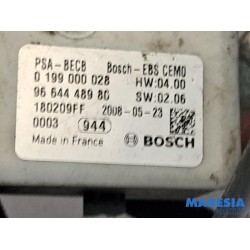 PSA-BECB Bosch-EBS CEMO
0 199 000 028 HW:04.00
96 644 489 80 SW:02.06
180209FF 2008-05-23
0003 944
Made in France BOSCH
MARESIA